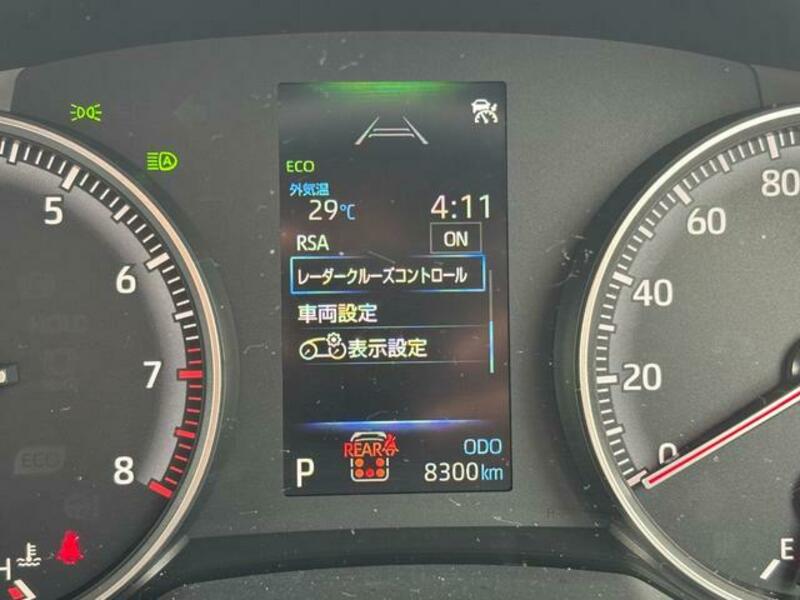 ECO
外気温
29℃ 4:11
RSA ON
レーダークルーズコントロール
車両設定
表示設定
REAR
P
ODO
8300km
5
6
7
8
H
ECO
A
80
60
40
20
0
E